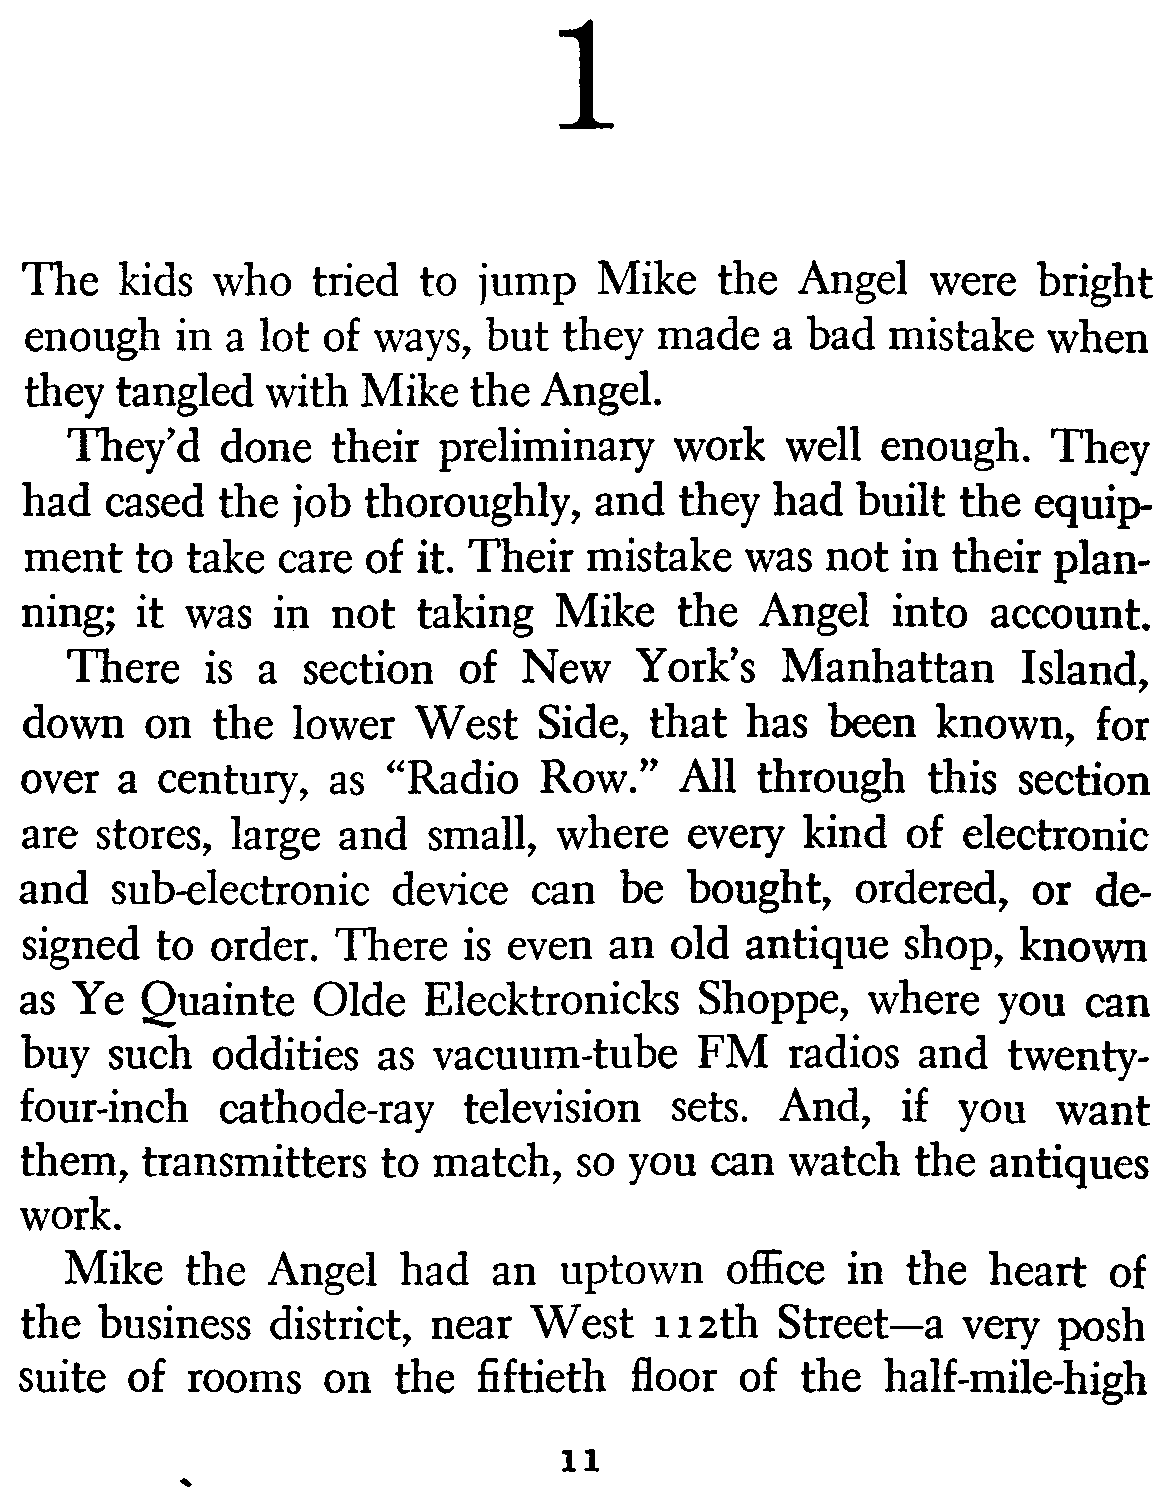 1
The kids who tried to jump Mike the Angel were bright
enough in a lot of ways, but they made a bad mistake when
they tangled with Mike the Angel.
They'd done their preliminary work well enough. They
had cased the job thoroughly, and they had built the equip-
ment to take care of it. Their mistake was not in their plan-
ning; it was in not taking Mike the Angel into account.
There is a section of New York's Manhattan Island,
down on the lower West Side, that has been known, for
over a century, as “Radio Row.” All through this section
are stores, large and small, where every kind of electronic
and sub-electronic device can be bought, ordered, or de-
signed to order. There is even an old antique shop, known
as Ye Quainte Olde Elecktronicks Shoppe, where you can
buy such oddities as vacuum-tube FM radios and twenty-
four-inch cathode-ray television sets. And, if you want
them, transmitters to match, so you can watch the antiques
work.
Mike the Angel had an uptown office in the heart of
the business district, near West 112th Street—a very posh
suite of rooms on the fiftieth floor of the half-mile-high
11